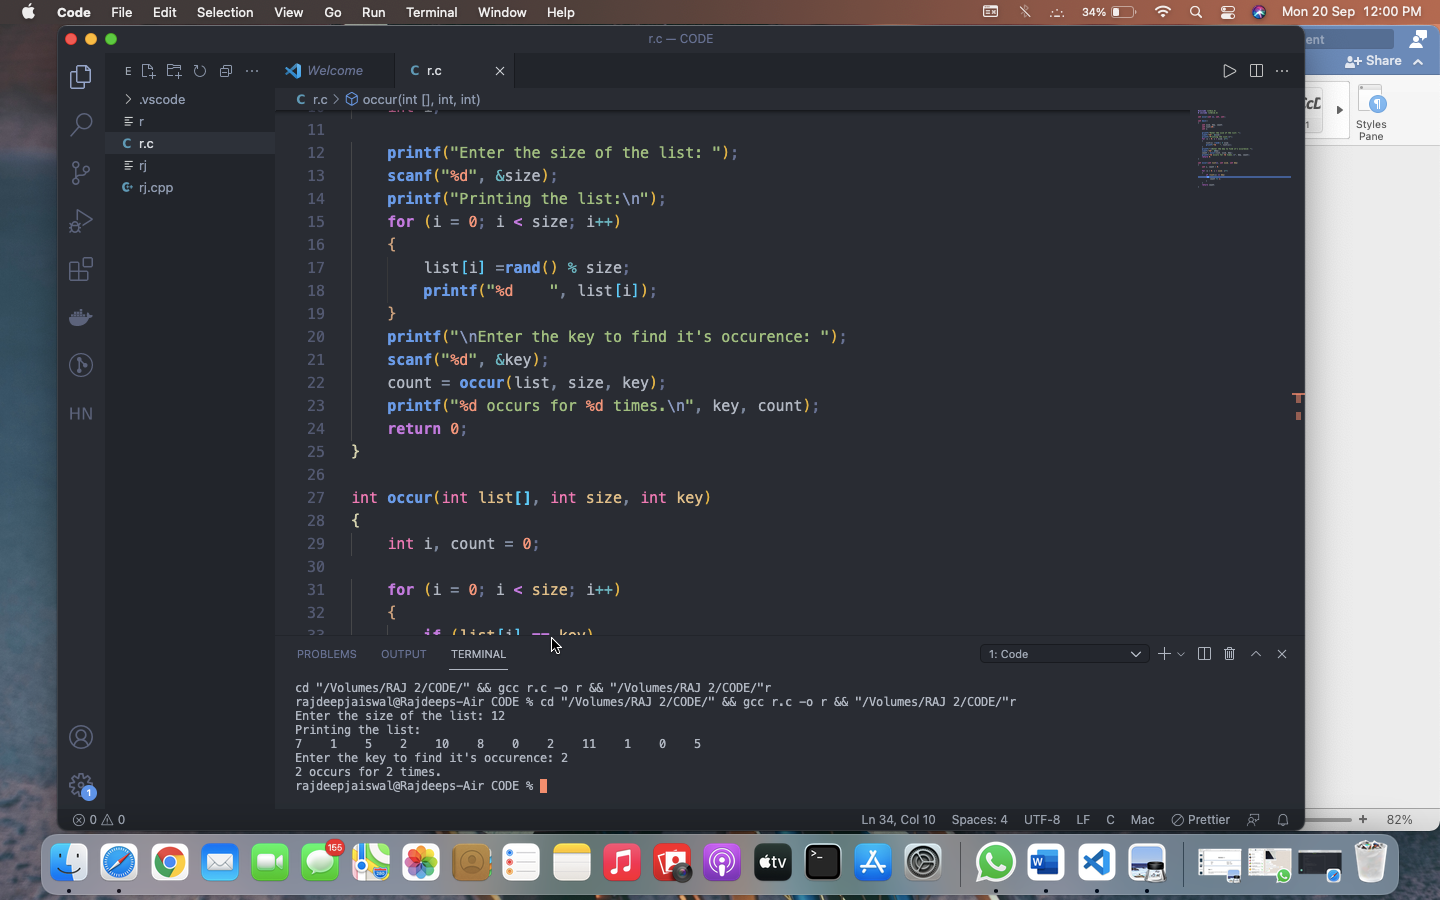 Code File Edit Selection View Go Run Terminal Window Help 34% Mon 20 Sep 12:00 PM
r.c — CODE
ent
Share
E Welcome C r.c
C r.c > occur(int [], int, int)
.vscode
r
C r.c
rj
rj.cpp
11
12 printf("Enter the size of the list: ");
13 scanf("%d", &size);
14 printf("Printing the list:\n");
15 for (i = 0; i < size; i++)
16 {
17 list[i] =rand() % size;
18 printf("%d    ", list[i]);
19 }
20 printf("\nEnter the key to find it's occurence: ");
21 scanf("%d", &key);
22 count = occur(list, size, key);
23 printf("%d occurs for %d times.\n", key, count);
24 return 0;
25 }
26
27 int occur(int list[], int size, int key)
28 {
29 int i, count = 0;
30
31 for (i = 0; i < size; i++)
32 {
33 if (list[i] == key)
HN
Styles
Pane
PROBLEMS OUTPUT TERMINAL 1: Code
cd "/Volumes/RAJ 2/CODE/" && gcc r.c -o r && "/Volumes/RAJ 2/CODE/"r
rajdeepjaiswal@Rajdeeps-Air CODE % cd "/Volumes/RAJ 2/CODE/" && gcc r.c -o r && "/Volumes/RAJ 2/CODE/"r
Enter the size of the list: 12
Printing the list:
7 1 5 2 10 8 0 2 11 1 0 5
Enter the key to find it's occurence: 2
2 occurs for 2 times.
rajdeepjaiswal@Rajdeeps-Air CODE %
1
0 0 Ln 34, Col 10 Spaces: 4 UTF-8 LF C Mac Prettier
82%
155
tv